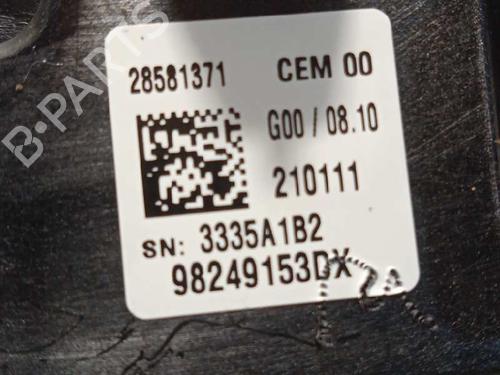 B-PARTS
28581371 CEM 00
G00 / 08.10
210111
SN: 3335A1B2
98249153DX